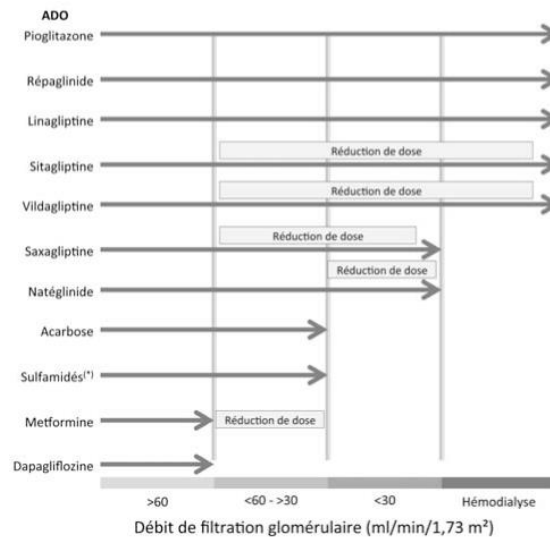 ADO
Pioglitazone
Répaglinide
Linagliptine
Réduction de dose
Sitagliptine
Réduction de dose
Vildagliptine
Réduction de dose
Saxagliptine
Réduction de dose
Natéglinide
Acarbose
Sulfamidés(*)
Metformine
Réduction de dose
Dapagliflozine
>60 <60 - >30 <30 Hémodialyse
Débit de filtration glomérulaire (ml/min/1,73 m²)